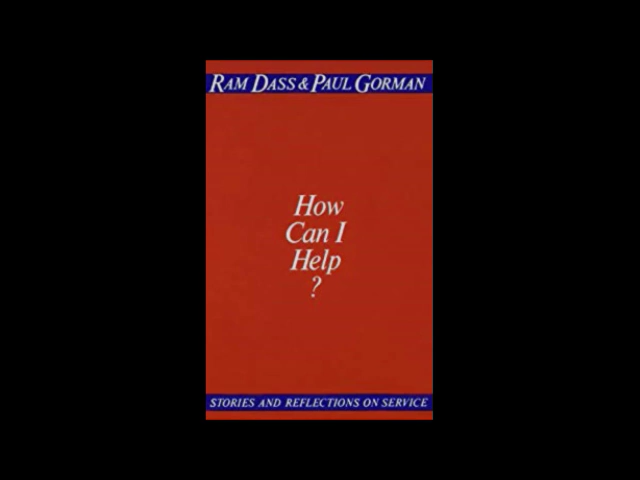 RAM DASS & PAUL GORMAN
How
Can I
Help
?
STORIES AND REFLECTIONS ON SERVICE